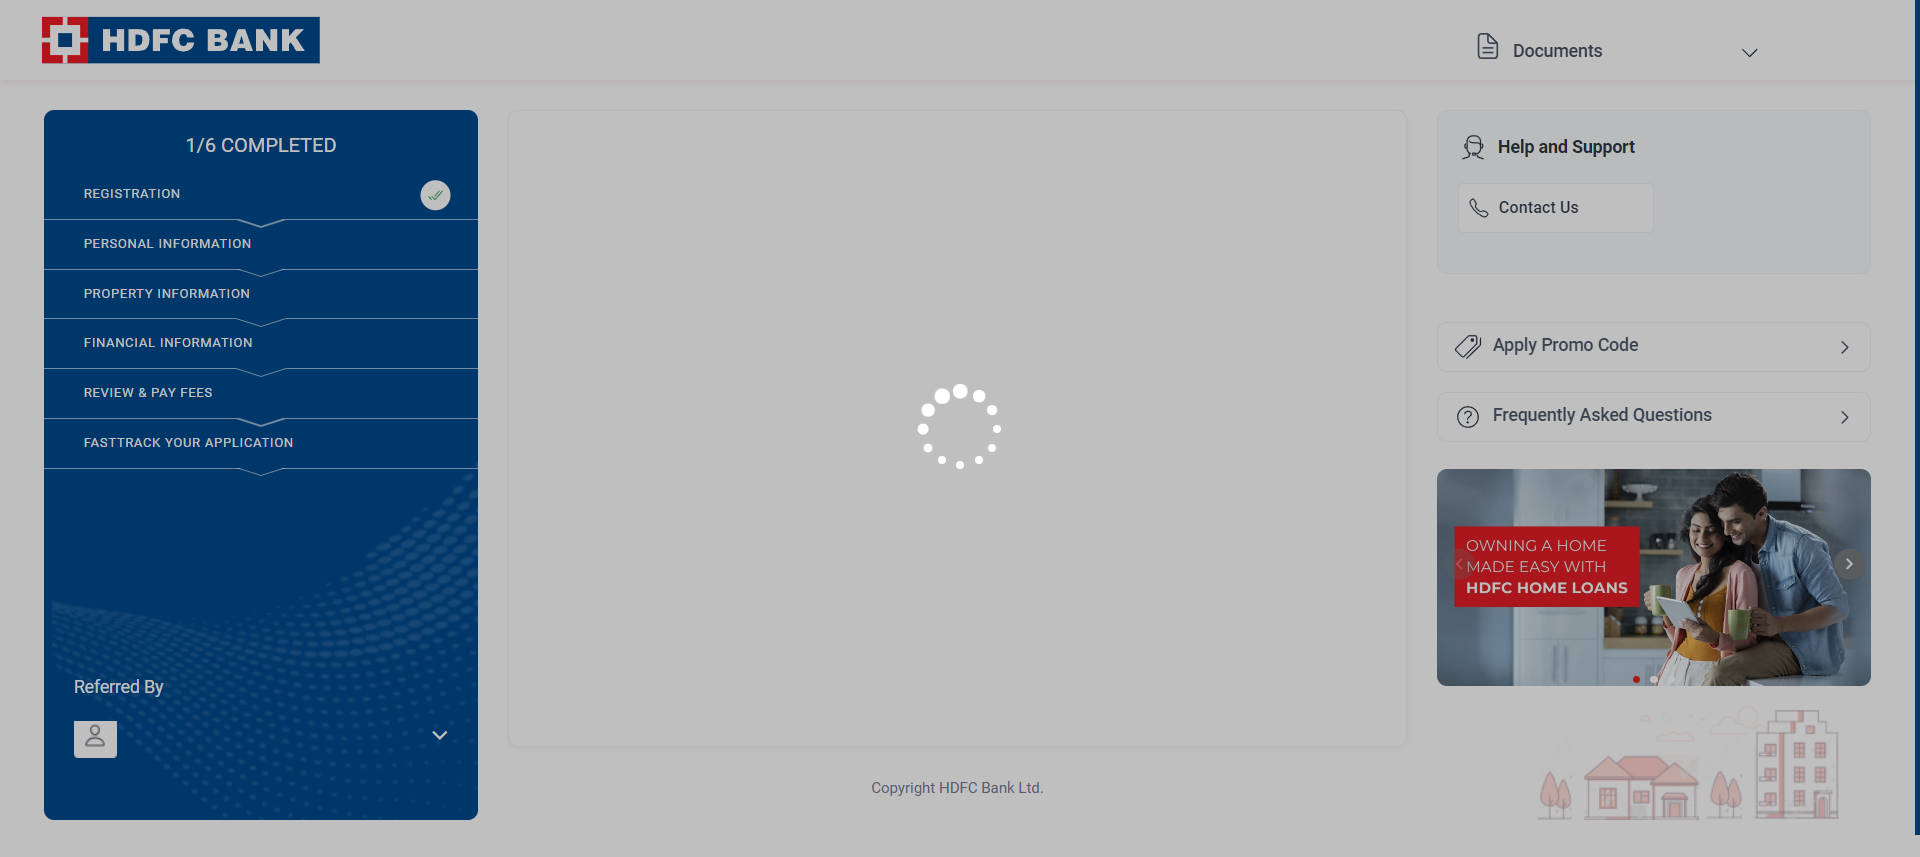 HDFC BANK
Documents
1/6 COMPLETED
REGISTRATION
PERSONAL INFORMATION
PROPERTY INFORMATION
FINANCIAL INFORMATION
REVIEW & PAY FEES
FASTTRACK YOUR APPLICATION
Referred By
Copyright HDFC Bank Ltd.
Help and Support
Contact Us
Apply Promo Code
Frequently Asked Questions
OWNING A HOME
MADE EASY WITH
HDFC HOME LOANS